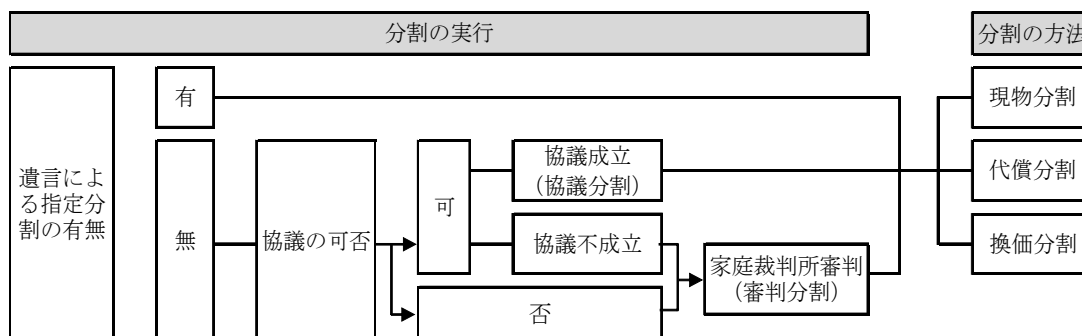 分割の実行
分割の方法
遺言によ
る指定分
割の有無
有
無
協議の可否
可
否
協議成立
（協議分割）
協議不成立
家庭裁判所審判
（審判分割）
現物分割
代償分割
換価分割